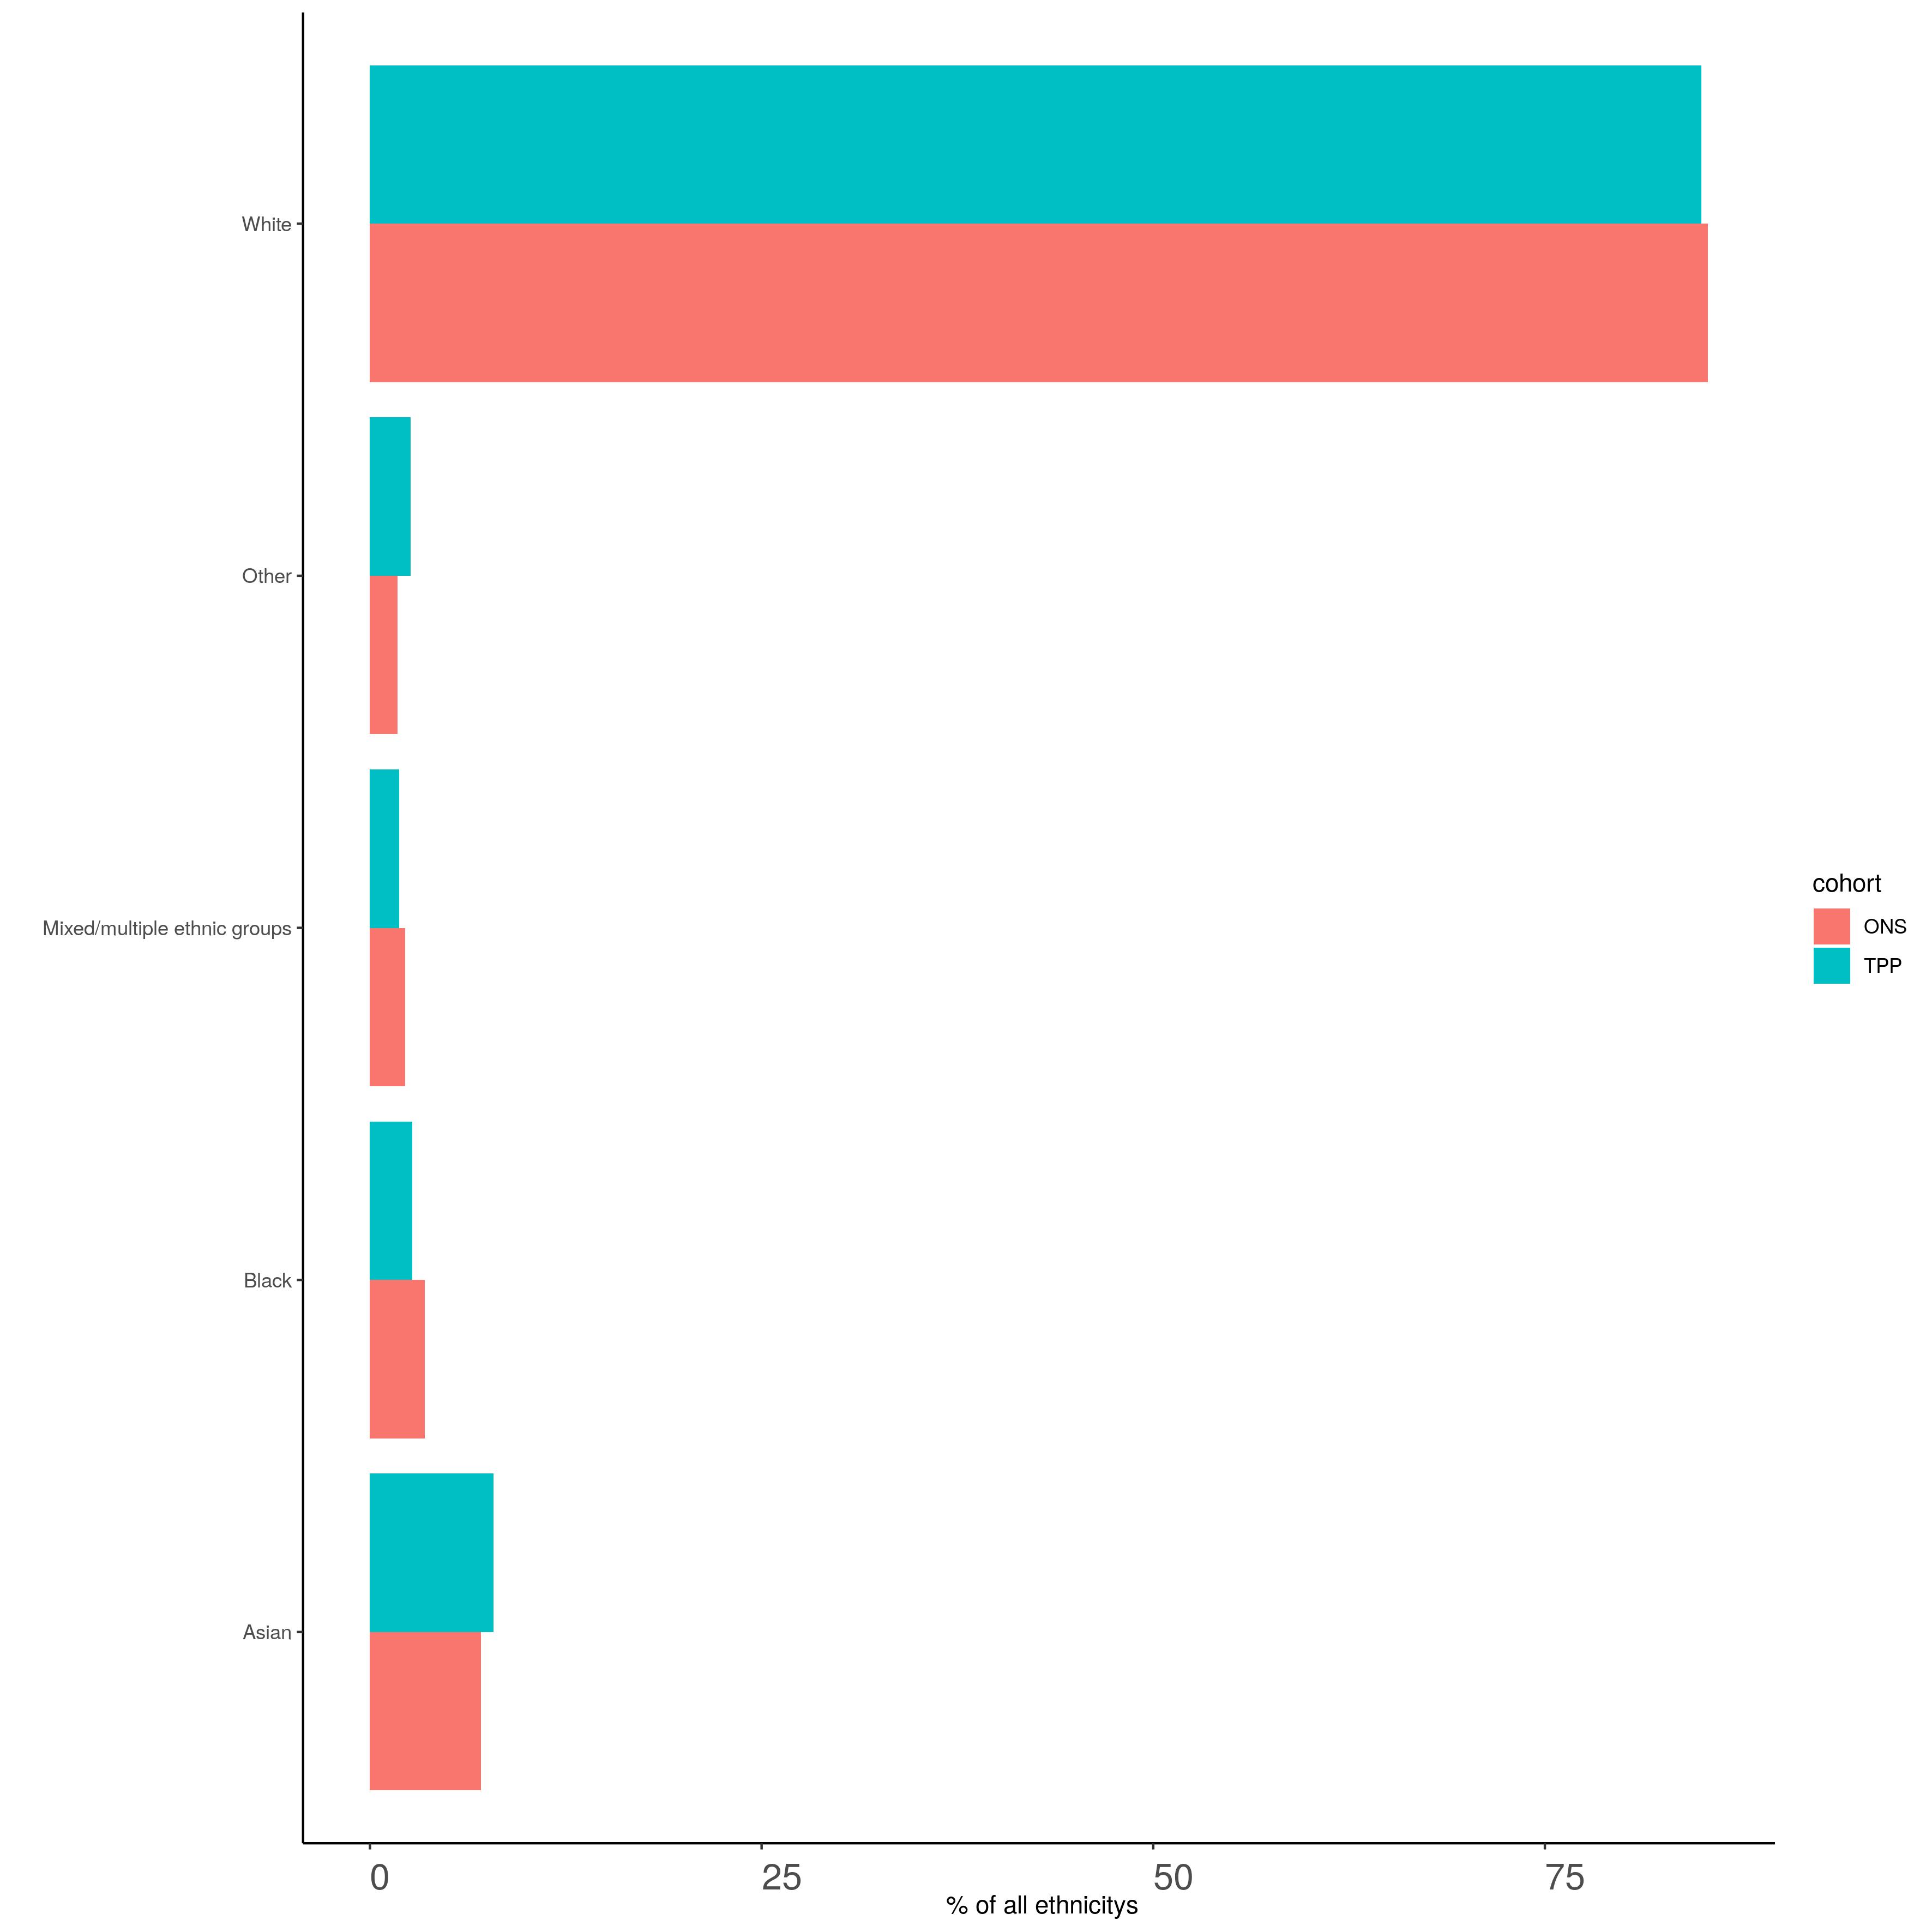 White
Other
Mixed/multiple ethnic groups
Black
Asian
0 25 50 75
% of all ethnicitys
cohort
ONS
TPP